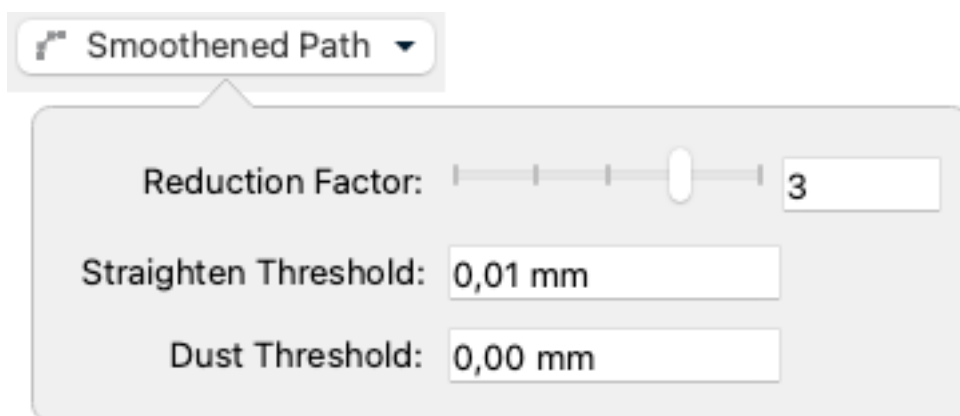 Smoothened Path
Reduction Factor: 3
Straighten Threshold: 0,01 mm
Dust Threshold: 0,00 mm